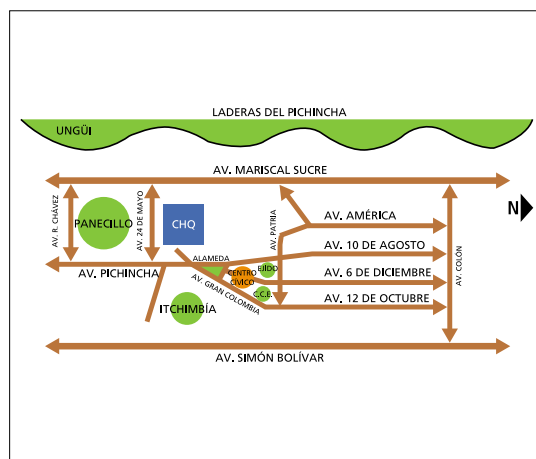 LADERAS DEL PICHINCHA
UNGÜI
AV. MARISCAL SUCRE
N
AV. R. CHÁVEZ
PANECILLO
AV. 24 DE MAYO
CHQ
AV. PATRIA
AV. AMÉRICA
AV. 10 DE AGOSTO
AV. COLÓN
ALAMEDA
EJÍDO
CENTRO
CÍVICO
AV. PICHINCHA
AV. 6 DE DICIEMBRE
C.C.E.
AV. GRAN COLOMBIA
AV. 12 DE OCTUBRE
ITCHIMBÍA
AV. SIMÓN BOLÍVAR